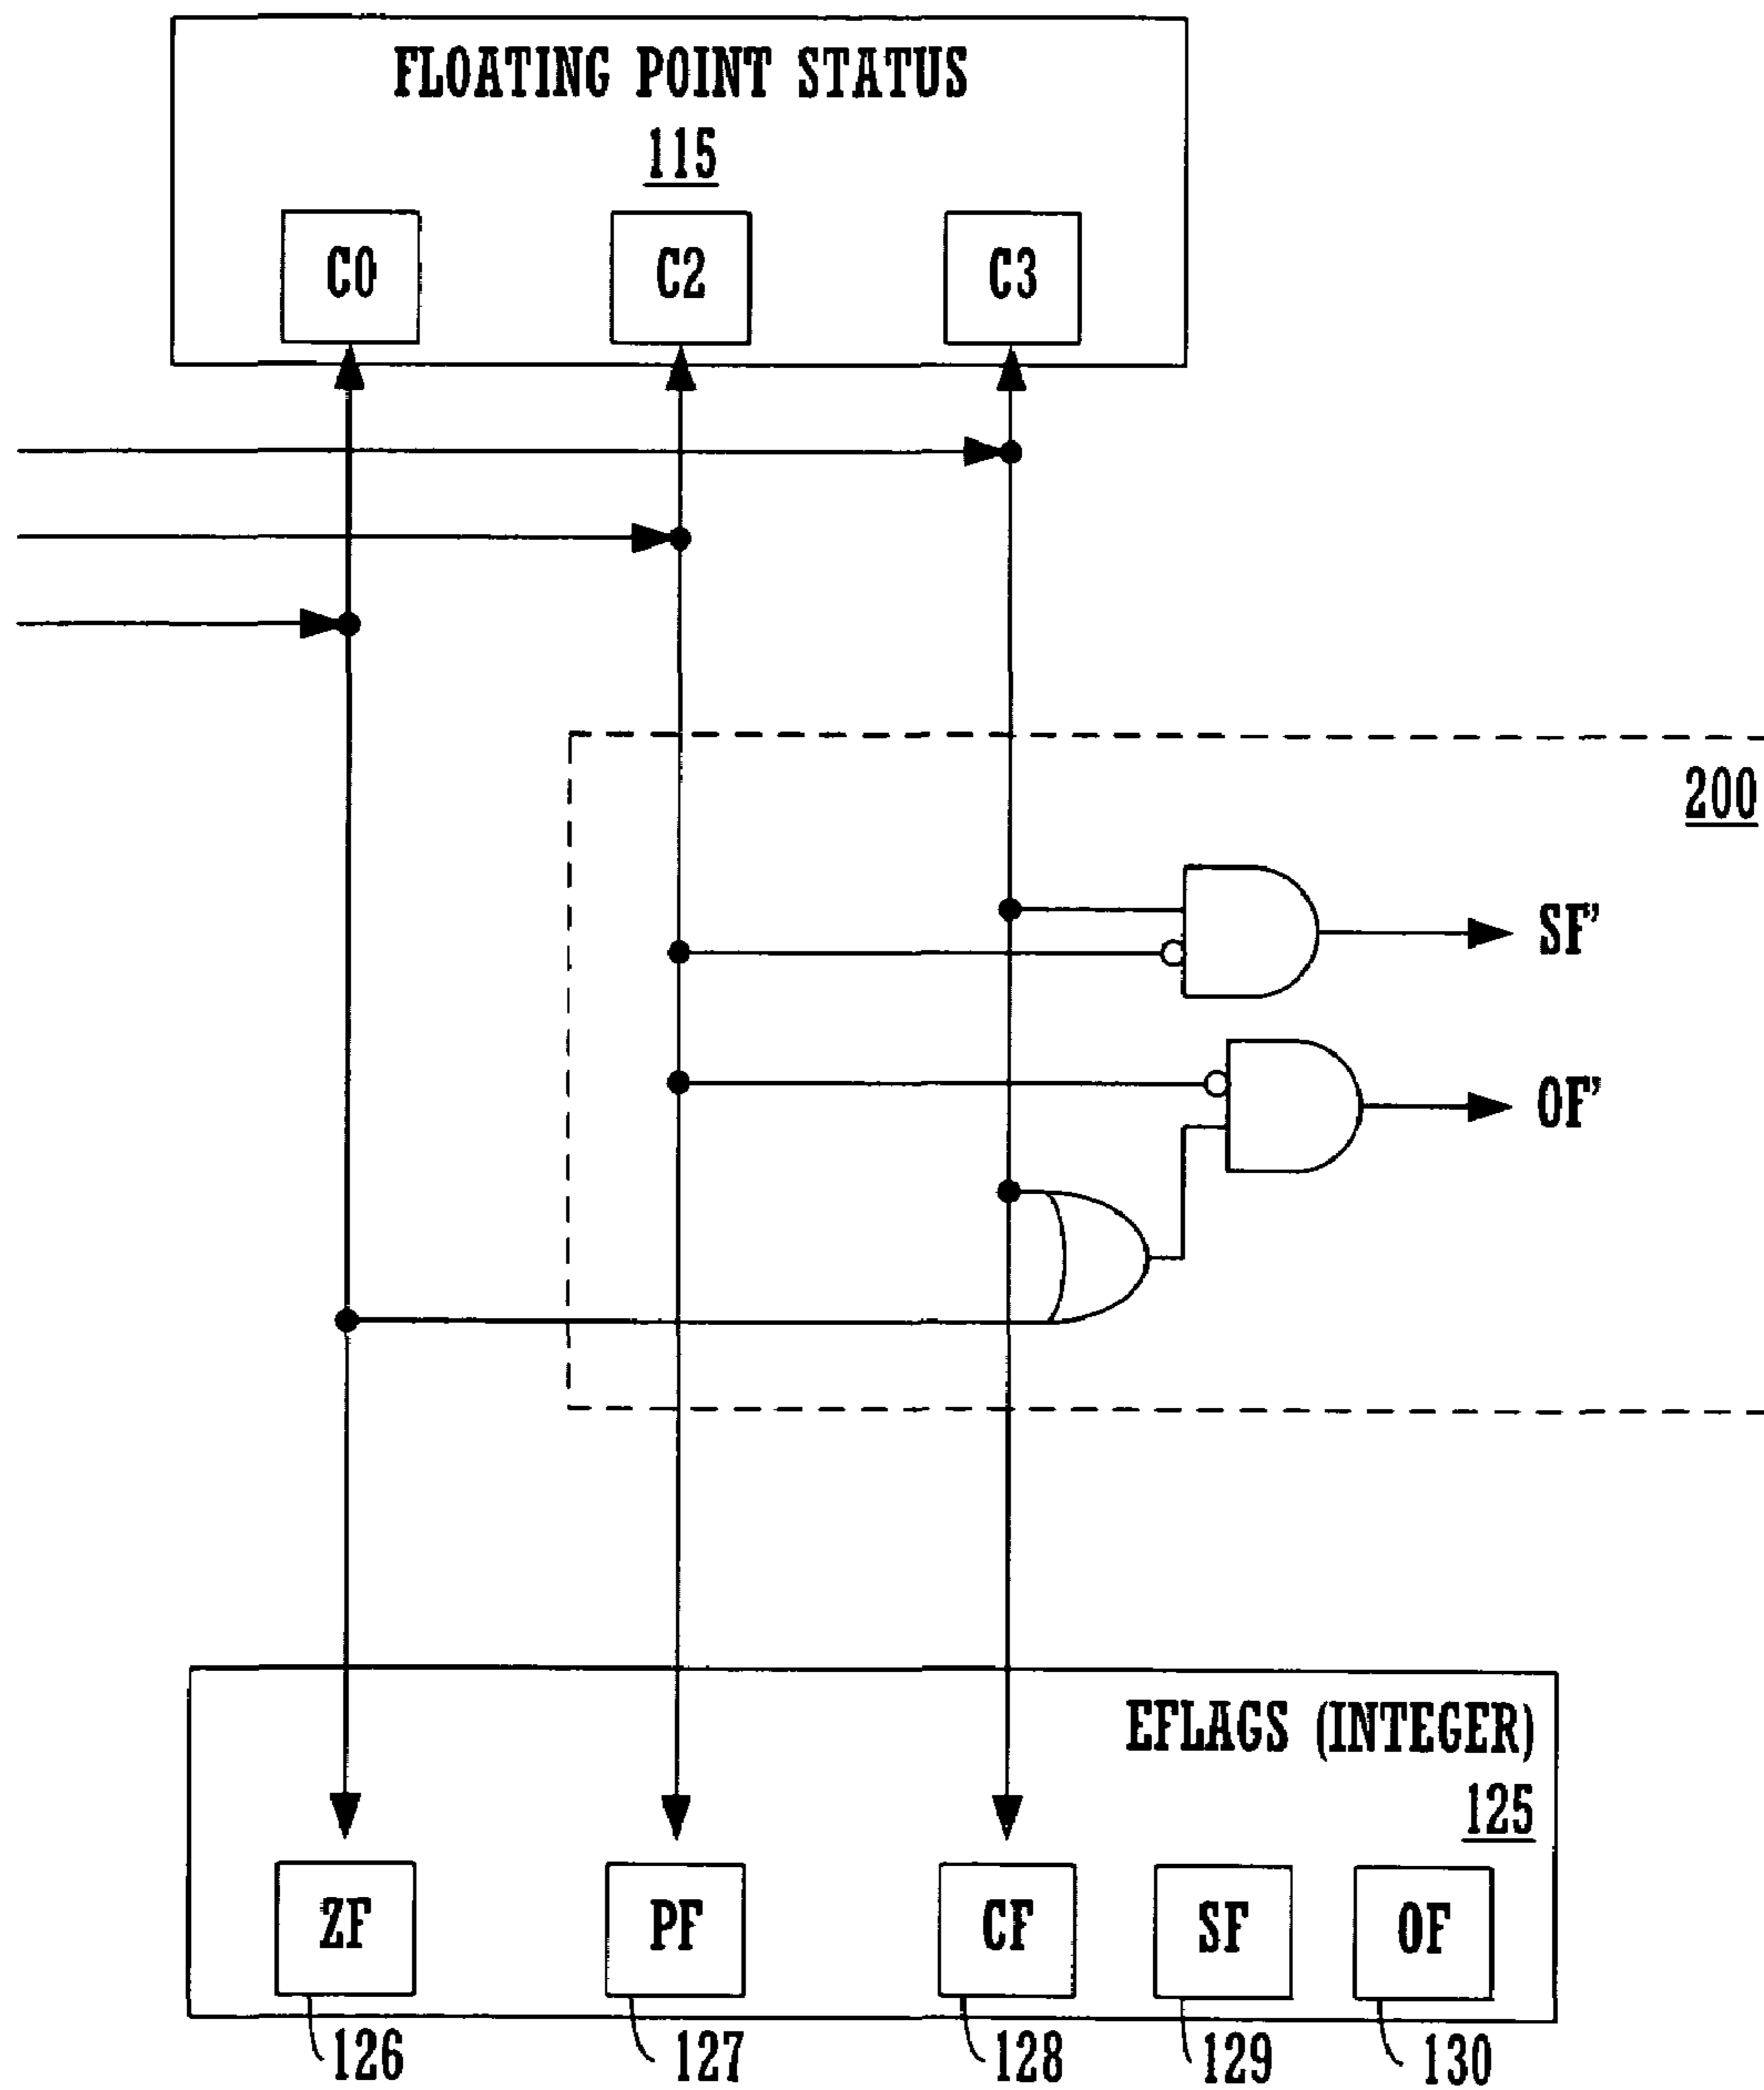 FLOATING POINT STATUS
115
C0
C2
C3
200
SF'
OF'
EFLAGS (INTEGER)
125
ZF
PF
CF
SF
OF
126
127
128
129
130